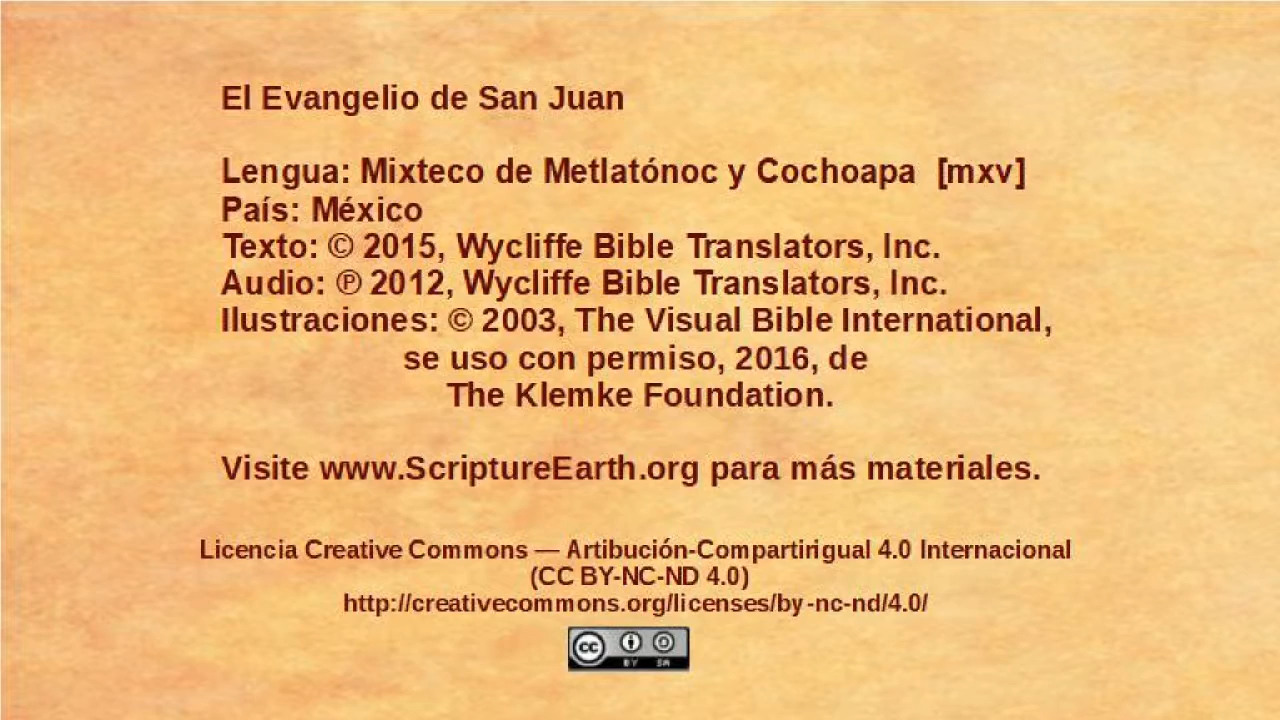 El Evangelio de San Juan
Lengua: Mixteco de Metlatónoc y Cochoapa [mxv]
País: México
Texto: © 2015, Wycliffe Bible Translators, Inc.
Audio: ℗ 2012, Wycliffe Bible Translators, Inc.
Ilustraciones: © 2003, The Visual Bible International,
se uso con permiso, 2016, de
The Klemke Foundation.
Visite www.ScriptureEarth.org para más materiales.
Licencia Creative Commons — Artibución-Compartirigual 4.0 Internacional
(CC BY-NC-ND 4.0)
http://creativecommons.org/licenses/by-nc-nd/4.0/
cc
BY SA